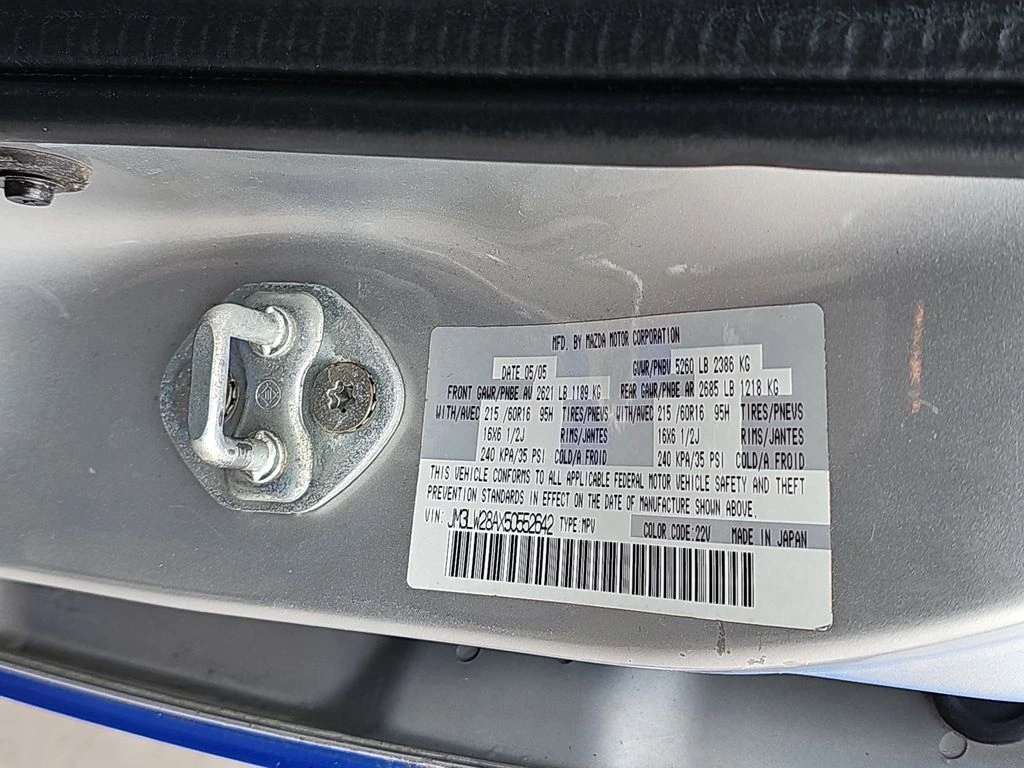 MFD. BY MAZDA MOTOR CORPORATION
DATE 05/05 GVWR/PNBV 5260 LB 2386 KG
FRONT GAWR/PNBE AV 2621 LB 1189 KG REAR GAWR/PNBE AR 2685 LB 1218 KG
WITH/AVEC 215/60R16 95H TIRES/PNEVS WITH/AVEC 215/60R16 95H TIRES/PNEVS
16X6 1/2J RIMS/JANTES 16X6 1/2J RIMS/JANTES
240 KPA/35 PSI COLD/A FROID 240 KPA/35 PSI COLD/A FROID
THIS VEHICLE CONFORMS TO ALL APPLICABLE FEDERAL MOTOR VEHICLE SAFETY AND THEFT
PREVENTION STANDARDS IN EFFECT ON THE DATE OF MANUFACTURE SHOWN ABOVE.
VIN: JM3LW28AX50552642 TYPE:MPV COLOR CODE:22V MADE IN JAPAN